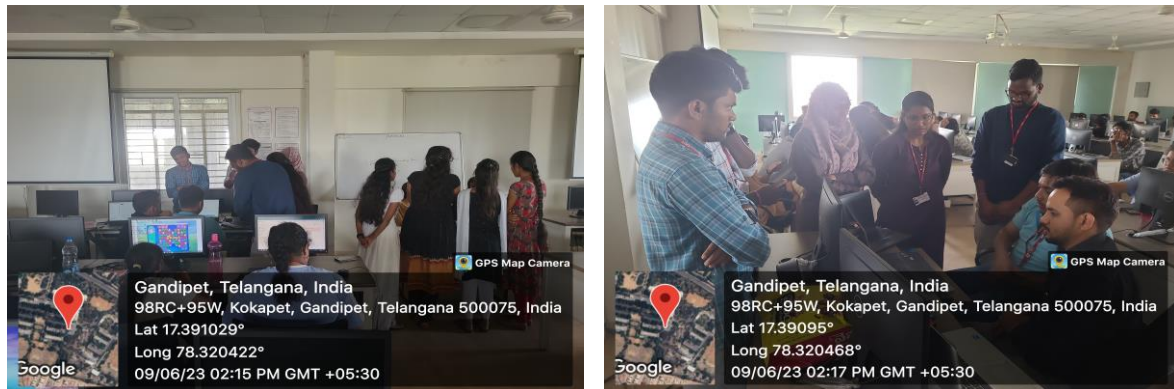 GPS Map Camera
Gandipet, Telangana, India
98RC+95W, Kokapet, Gandipet, Telangana 500075, India
Lat 17.391029°
Long 78.320422°
09/06/23 02:15 PM GMT +05:30
Google
GPS Map Camera
Gandipet, Telangana, India
98RC+95W, Kokapet, Gandipet, Telangana 500075, India
Lat 17.39095°
Long 78.320468°
09/06/23 02:17 PM GMT +05:30
Google